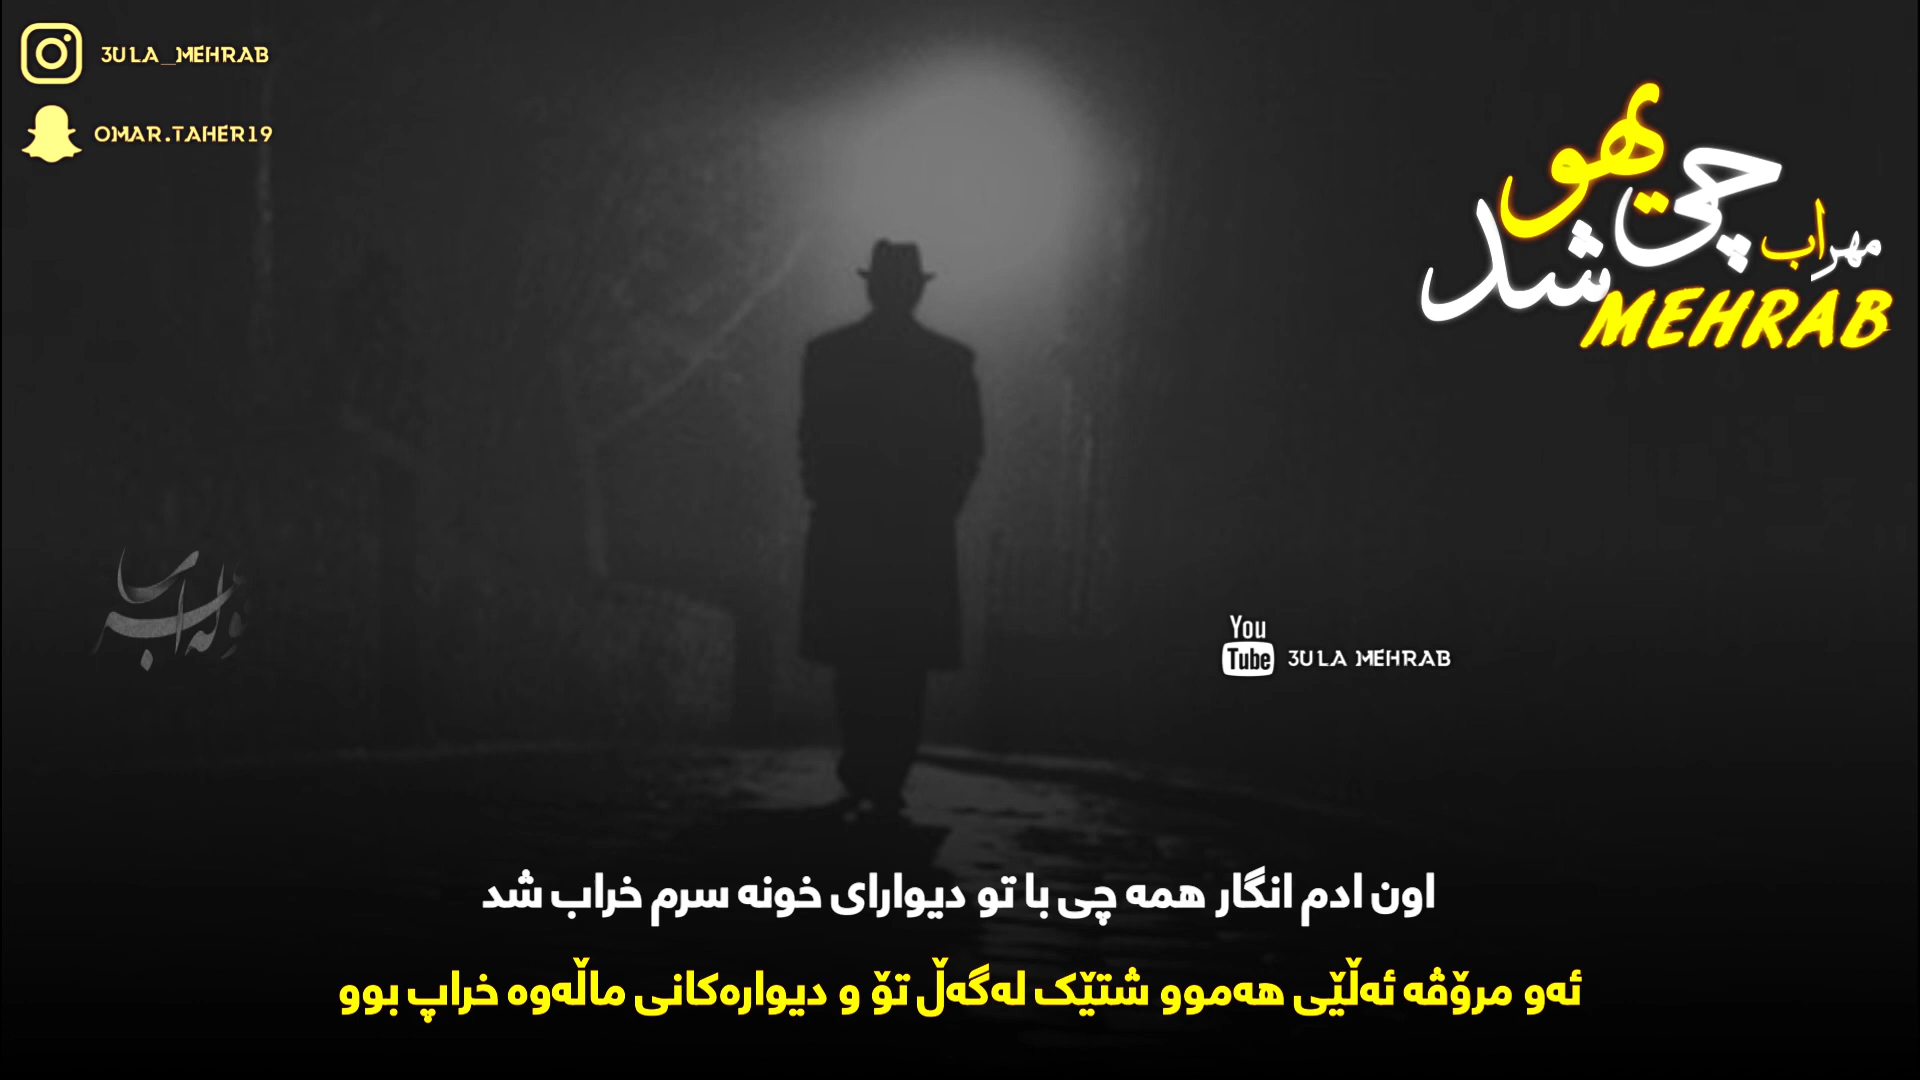 3ULA_MEHRAB
OMAR.TAHER19
چی یهو
شد
مهراب
MEHRAB
You
Tube
3ULA MEHRAB
اون ادم انگار همه چی با تو دیوارای خونه سرم خراب شد
ئەو مرۆڤە ئەڵێی هەموو شتێک لەگەڵ تۆ و دیوارەکانی ماڵەوە خراپ بوو